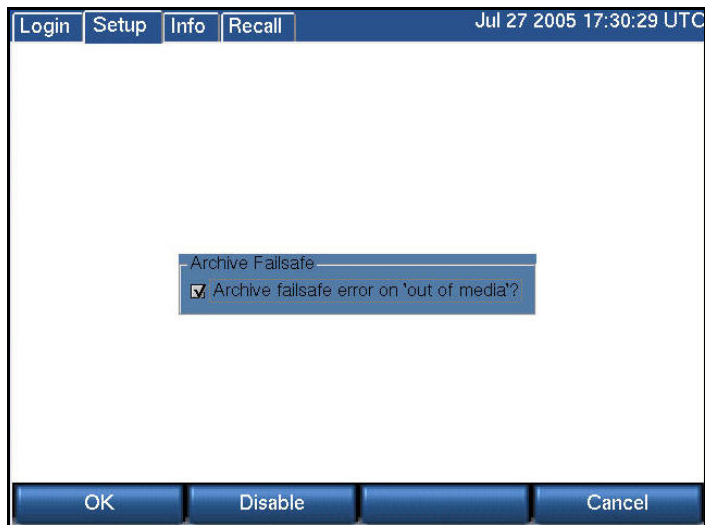 Login Setup Info Recall Jul 27 2005 17:30:29 UTC
Archive Failsafe
Archive failsafe error on 'out of media'?
OK Disable Cancel